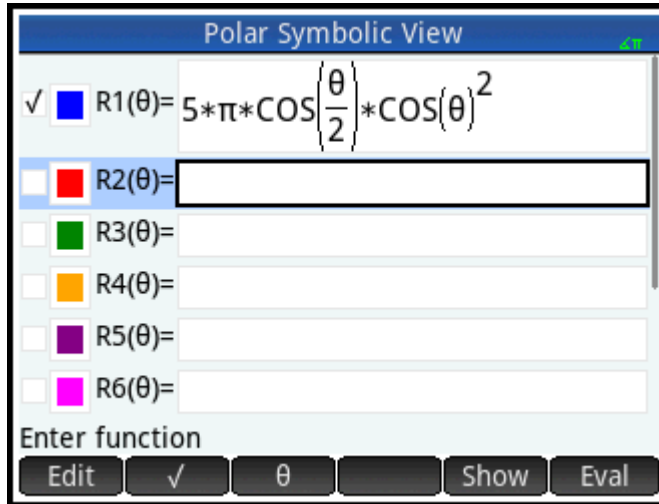 Polar Symbolic View
∡π
√ R1(θ)= 5*π*COS(θ/2)*COS(θ)^2
R2(θ)=
R3(θ)=
R4(θ)=
R5(θ)=
R6(θ)=
Enter function
Edit √ θ Show Eval